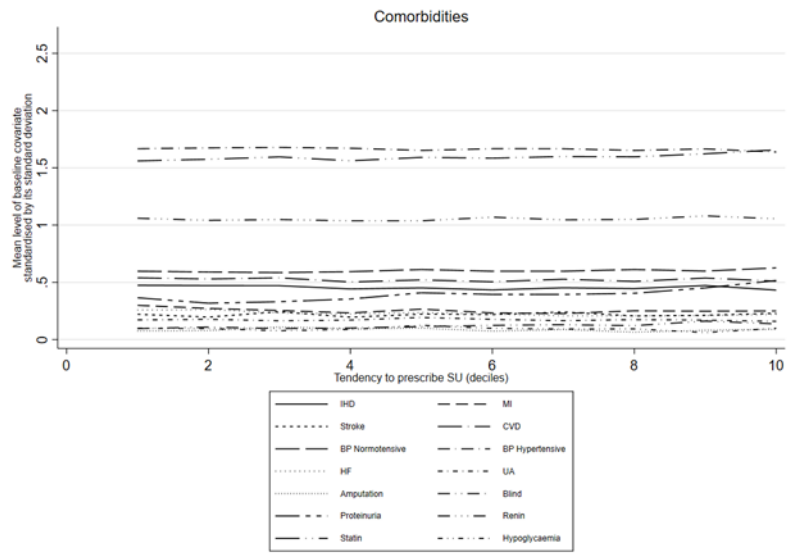 Comorbidities
Mean level of baseline covariate
standardised by its standard deviation
2.5
2
1.5
1
.5
0
0 2 4 6 8 10
Tendency to prescribe SU (deciles)
IHD MI
Stroke CVD
BP Normotensive BP Hypertensive
HF UA
Amputation Blind
Proteinuria Renin
Statin Hypoglycaemia